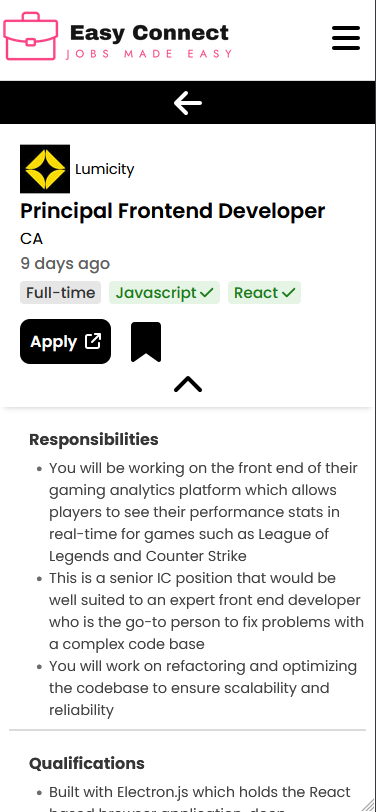 Easy Connect
JOBS MADE EASY
Lumicity
Principal Frontend Developer
CA
9 days ago
Full-time Javascript React
Apply
Responsibilities
You will be working on the front end of their
gaming analytics platform which allows
players to see their performance stats in
real-time for games such as League of
Legends and Counter Strike
This is a senior IC position that would be
well suited to an expert front end developer
who is the go-to person to fix problems with
a complex code base
You will work on refactoring and optimizing
the codebase to ensure scalability and
reliability
Qualifications
Built with Electron.js which holds the React
based browser application, deep